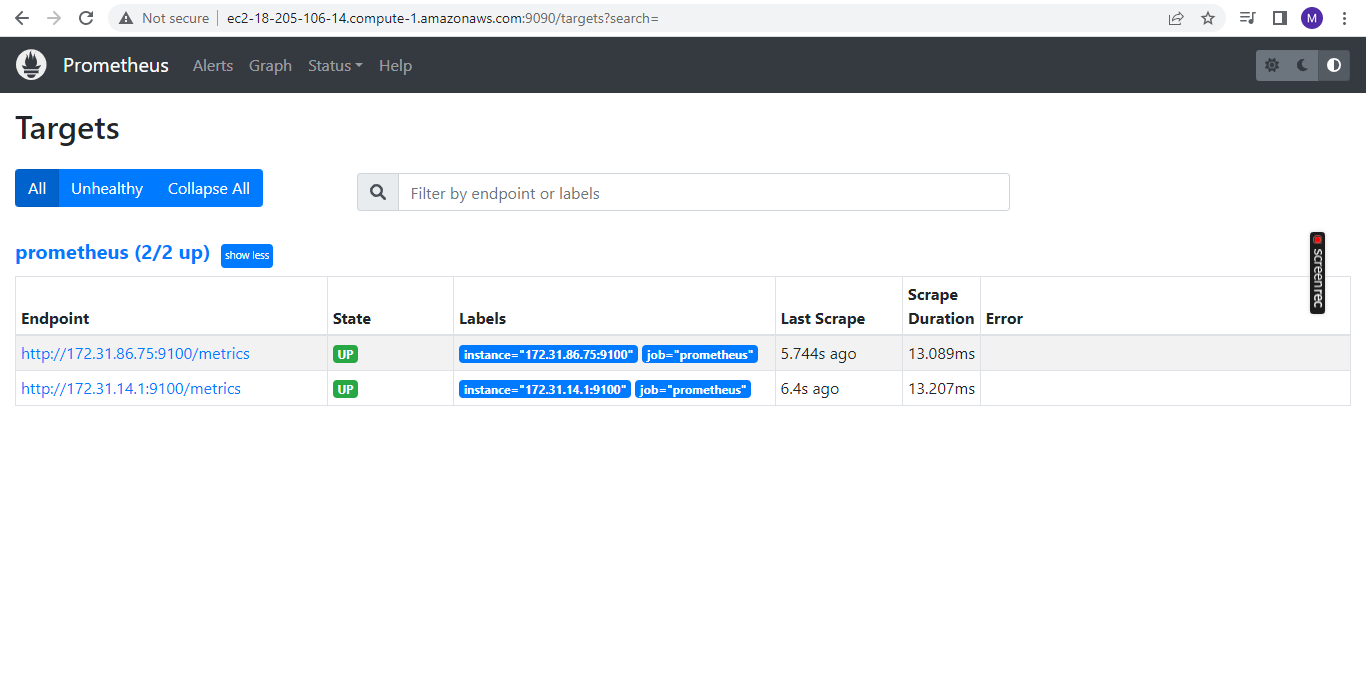 Not secure ec2-18-205-106-14.compute-1.amazonaws.com:9090/targets?search= M
Prometheus Alerts Graph Status Help
Targets
All Unhealthy Collapse All Filter by endpoint or labels
prometheus (2/2 up) show less
screenrec
Endpoint State Labels Last Scrape Scrape Duration Error
http://172.31.86.75:9100/metrics UP instance="172.31.86.75:9100" job="prometheus" 5.744s ago 13.089ms
http://172.31.14.1:9100/metrics UP instance="172.31.14.1:9100" job="prometheus" 6.4s ago 13.207ms